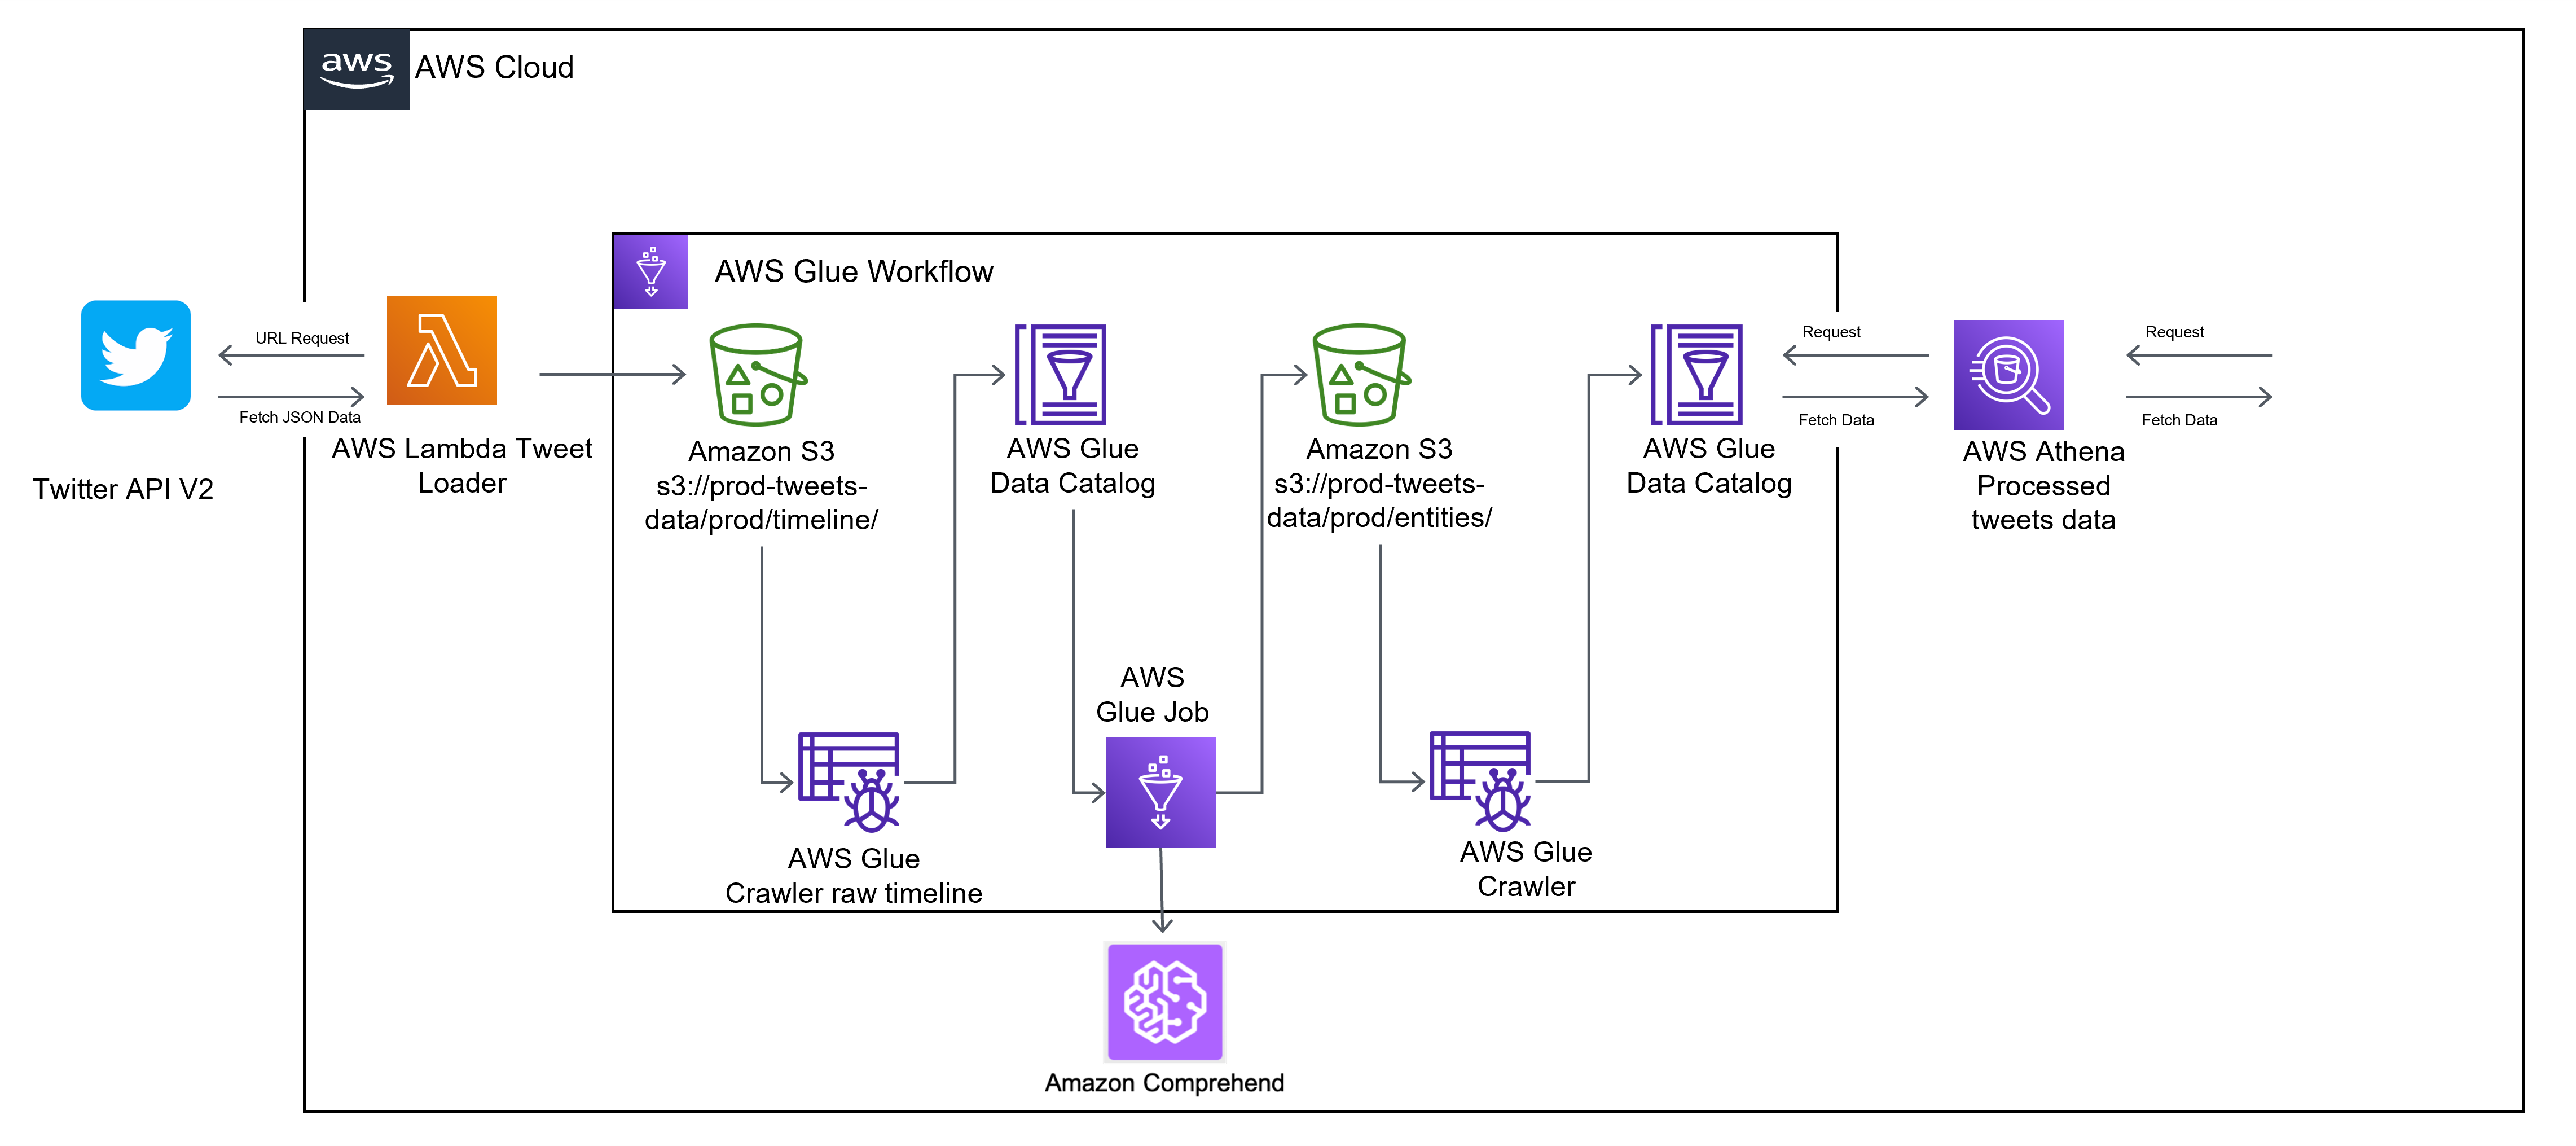 aws
AWS Cloud
AWS Glue Workflow
URL Request
Fetch JSON Data
Twitter API V2
AWS Lambda Tweet
Loader
Amazon S3
s3://prod-tweets-
data/prod/timeline/
AWS Glue
Data Catalog
Amazon S3
s3://prod-tweets-
data/prod/entities/
AWS Glue
Data Catalog
Request
Fetch Data
AWS Athena
Processed
tweets data
Request
Fetch Data
AWS Glue
Crawler raw timeline
AWS
Glue Job
AWS Glue
Crawler
Amazon Comprehend